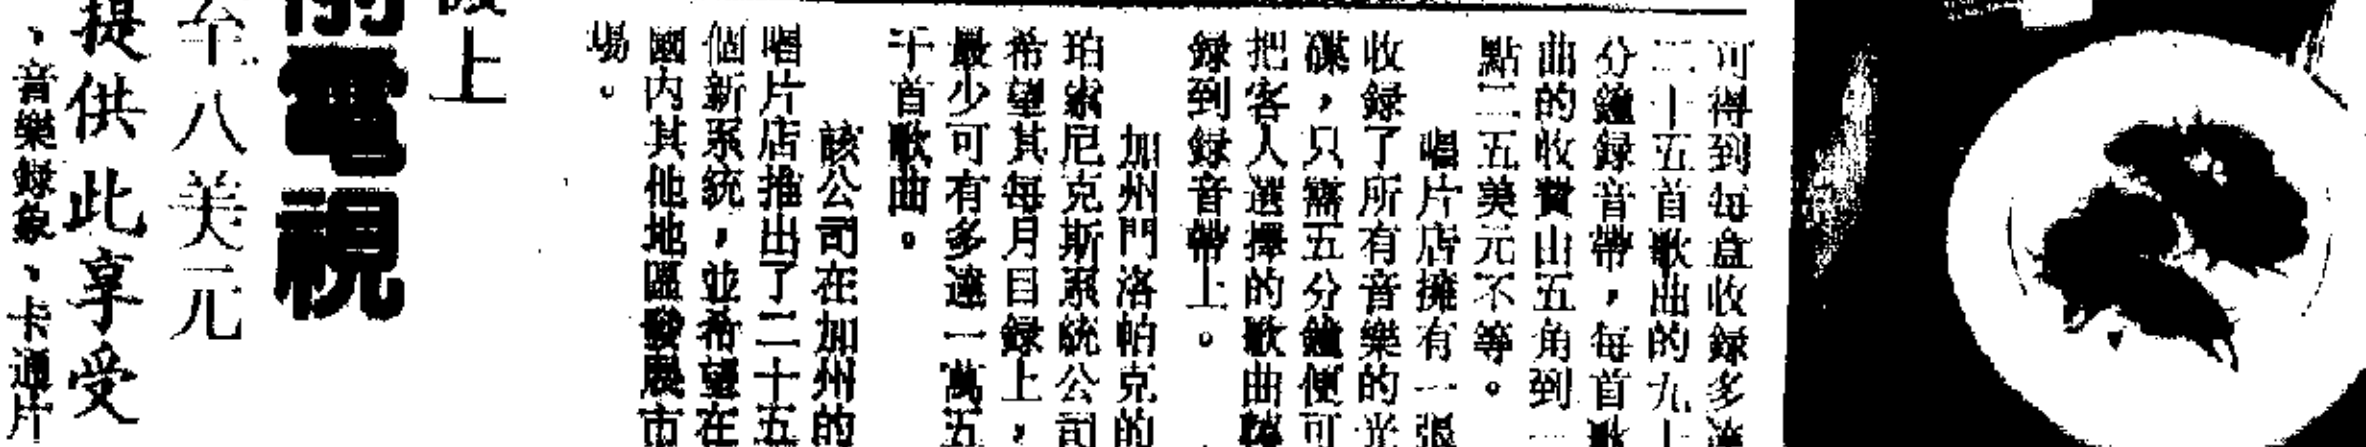 可得到每盒收録多達
二十五首歌曲的九十
分鐘録音帶，每首歌
曲的收費由五角到一
點二五美元不等。
唱片店擁有一張
收録了所有音樂的光
碟，只需五分鐘便可
把客人選擇的歌曲轉
録到録音帶上。
加州門洛帕克的
珀索尼克斯系統公司
希望其每月目録上，
最少可有多達一萬五
千首歌曲。
該公司在加州的
唱片店推出了二十五
個新系統，並希望在
國內其他地區發展市
場。
上
電視
至八美元
提供此享受
、音樂録象、卡通片